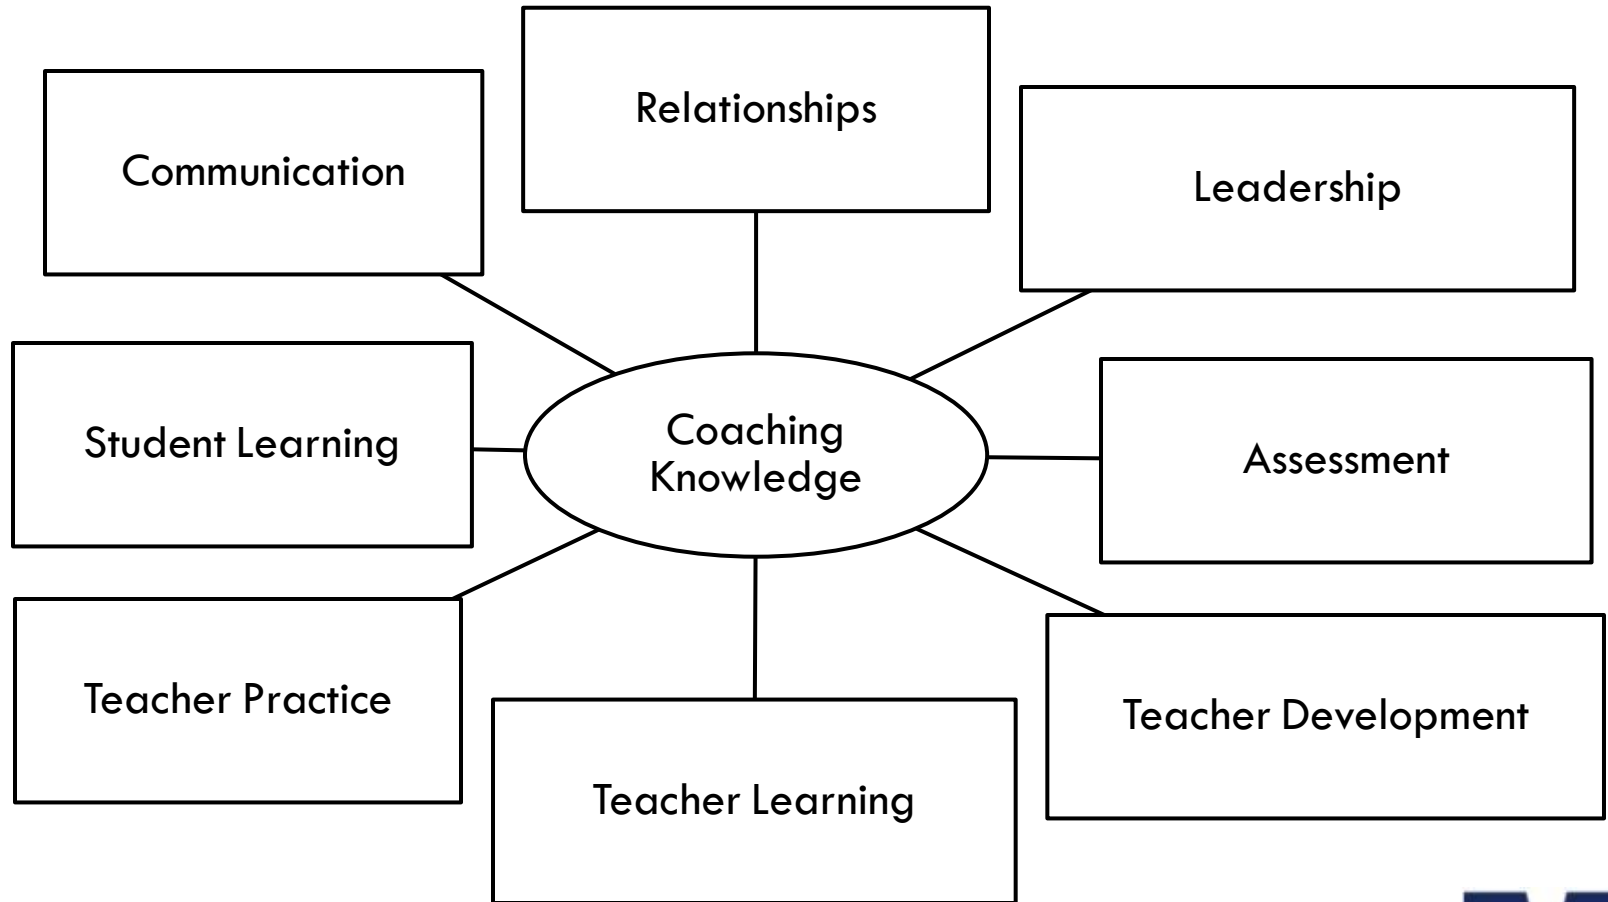 Relationships
Communication
Leadership
Student Learning
Coaching
Knowledge
Assessment
Teacher Practice
Teacher Development
Teacher Learning